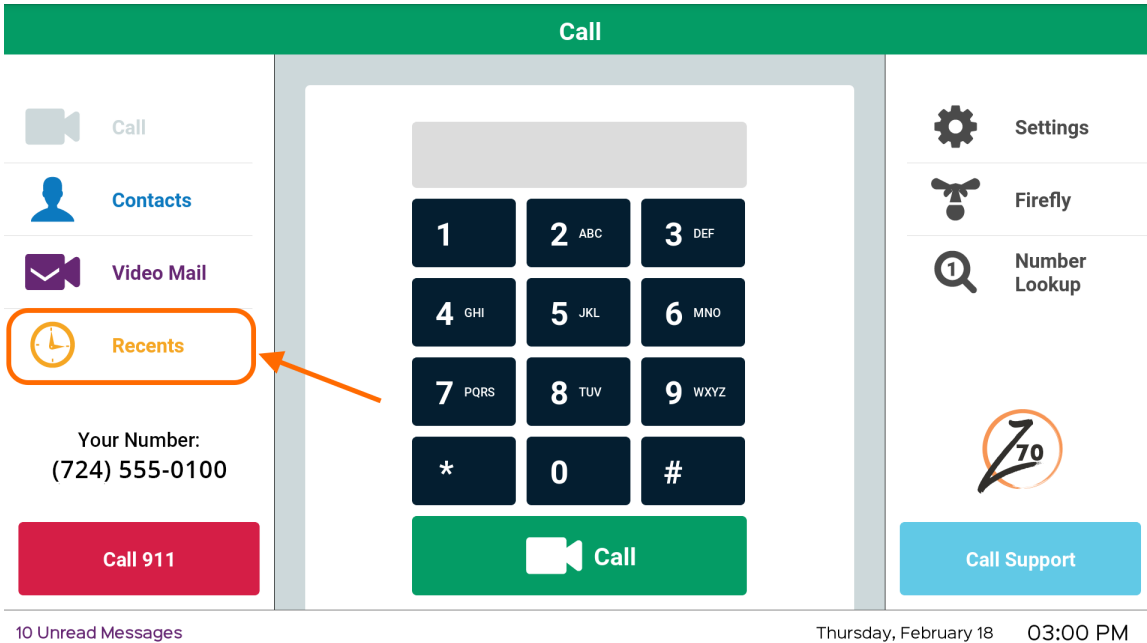 Call
Call
Contacts
Video Mail
Recents
Your Number:
(724) 555-0100
Call 911
1
2 ABC
3 DEF
4 GHI
5 JKL
6 MNO
7 PQRS
8 TUV
9 WXYZ
*
0
#
Call
Settings
Firefly
1
Number
Lookup
Z70
Call Support
10 Unread Messages
Thursday, February 18
03:00 PM